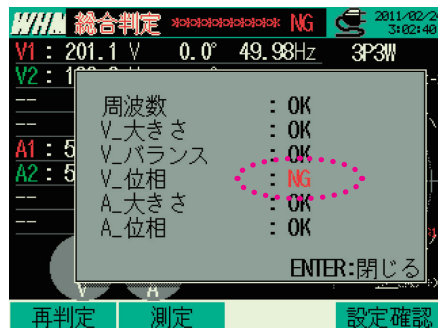 WHM 総合判定 ************ NG 2011/02/2
3:02:40
V1 : 201.1 V 0.0° 49.98Hz 3P3W
V2 : 1
周波数 : OK
V_大きさ : OK
V_バランス : OK
A1 : 5
A2 : 5
V_位相 : NG
A_大きさ : OK
A_位相 : OK
ENTER:閉じる
V A
再判定 測定 設定確認